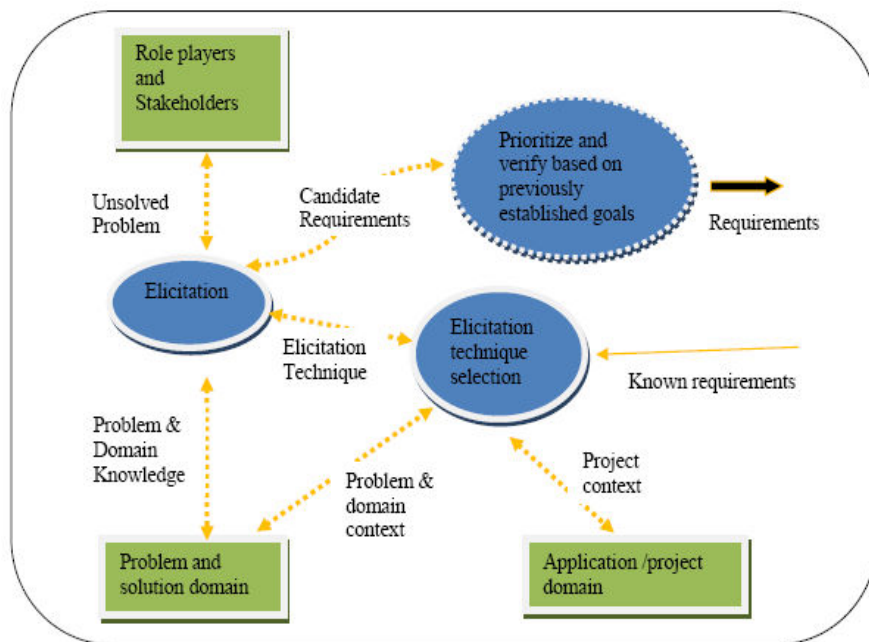 Role players
and
Stakeholders
Prioritize and
verify based on
previously
established goals
Unsolved
Problem
Candidate
Requirements
Requirements
Elicitation
Elicitation
Technique
Elicitation
technique
selection
Known requirements
Problem &
Domain
Knowledge
Problem &
domain
context
Project
context
Problem and
solution domain
Application /project
domain